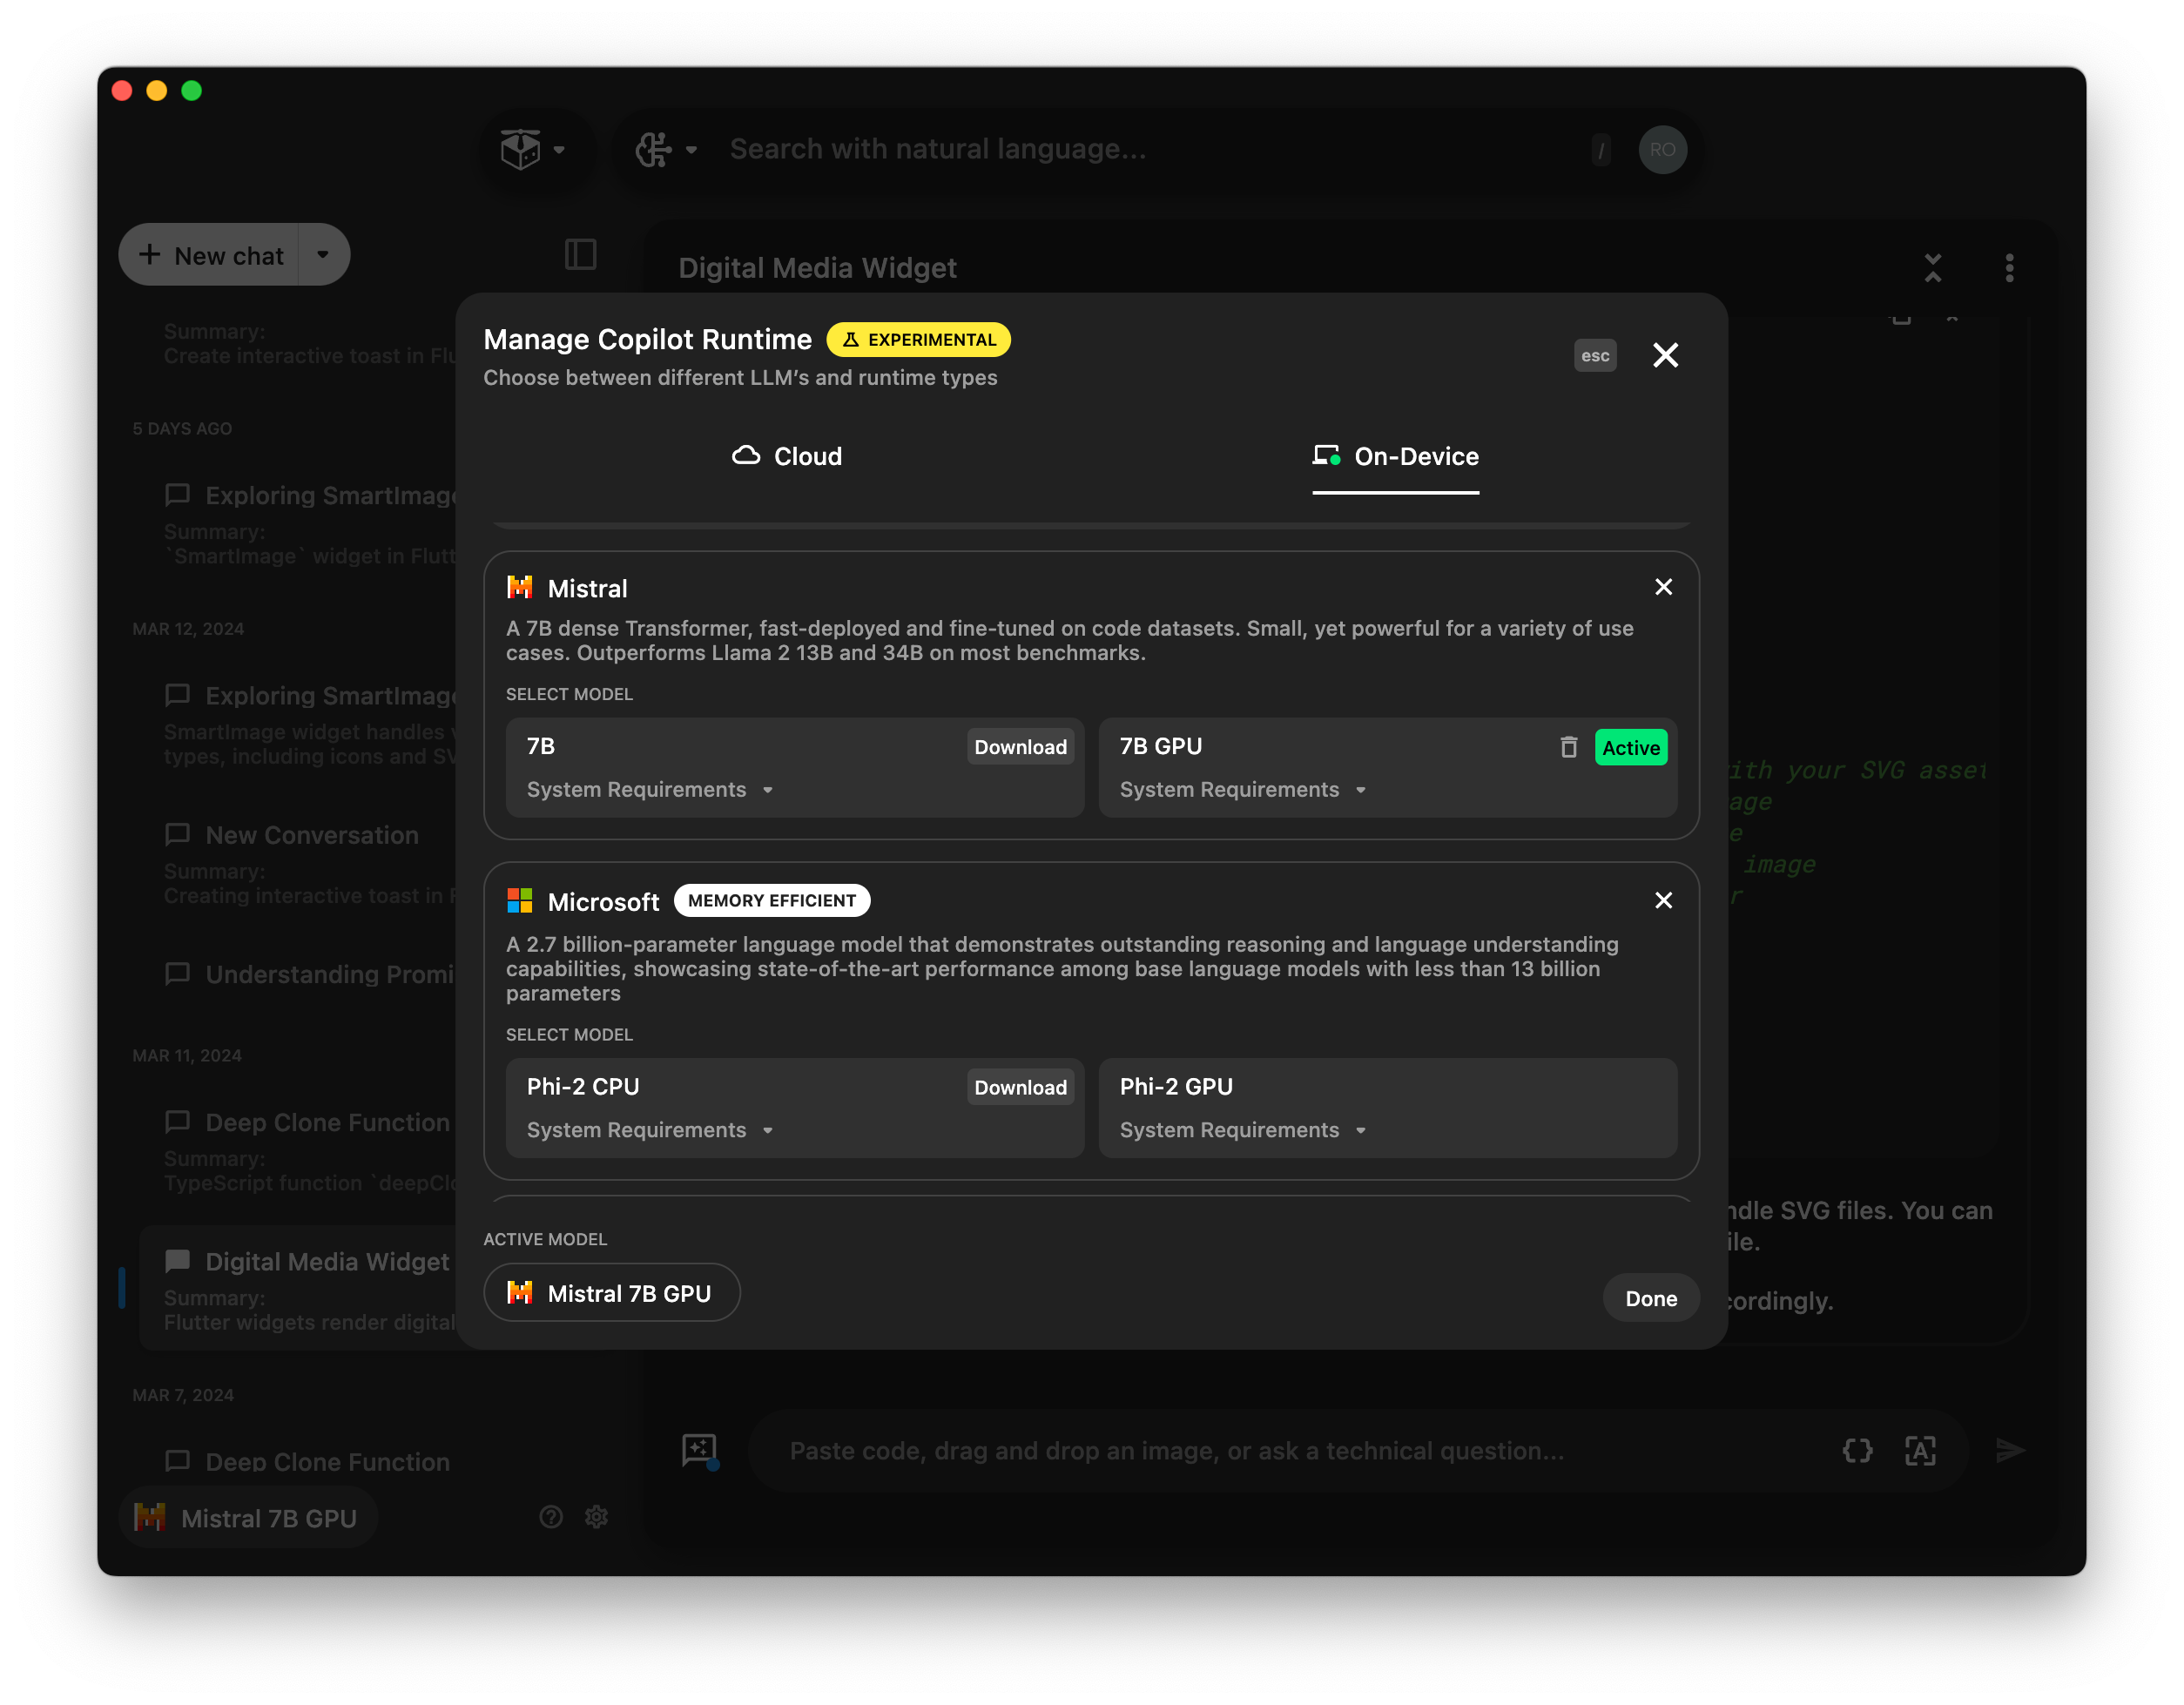 Search with natural language...
/
RO
New chat
Digital Media Widget
Summary:
Create interactive toast in Flu
5 DAYS AGO
Exploring SmartImage
Summary:
`SmartImage` widget in Flutt
MAR 12, 2024
Exploring SmartImage
SmartImage widget handles
types, including icons and SV
New Conversation
Summary:
Creating interactive toast in F
Understanding Promi
MAR 11, 2024
Deep Clone Function
Summary:
TypeScript function `deepClo
Digital Media Widget
Summary:
Flutter widgets render digital
MAR 7, 2024
Deep Clone Function
Mistral 7B GPU
Manage Copilot Runtime
EXPERIMENTAL
esc
Choose between different LLM’s and runtime types
Cloud
On-Device
Mistral
A 7B dense Transformer, fast-deployed and fine-tuned on code datasets. Small, yet powerful for a variety of use
cases. Outperforms Llama 2 13B and 34B on most benchmarks.
SELECT MODEL
7B
Download
System Requirements
7B GPU
Active
System Requirements
Microsoft
MEMORY EFFICIENT
A 2.7 billion-parameter language model that demonstrates outstanding reasoning and language understanding
capabilities, showcasing state-of-the-art performance among base language models with less than 13 billion
parameters
SELECT MODEL
Phi-2 CPU
Download
System Requirements
Phi-2 GPU
System Requirements
ACTIVE MODEL
Mistral 7B GPU
Done
ith your SVG asset
age
e
image
r
ndle SVG files. You can
ile.
cordingly.
Paste code, drag and drop an image, or ask a technical question...